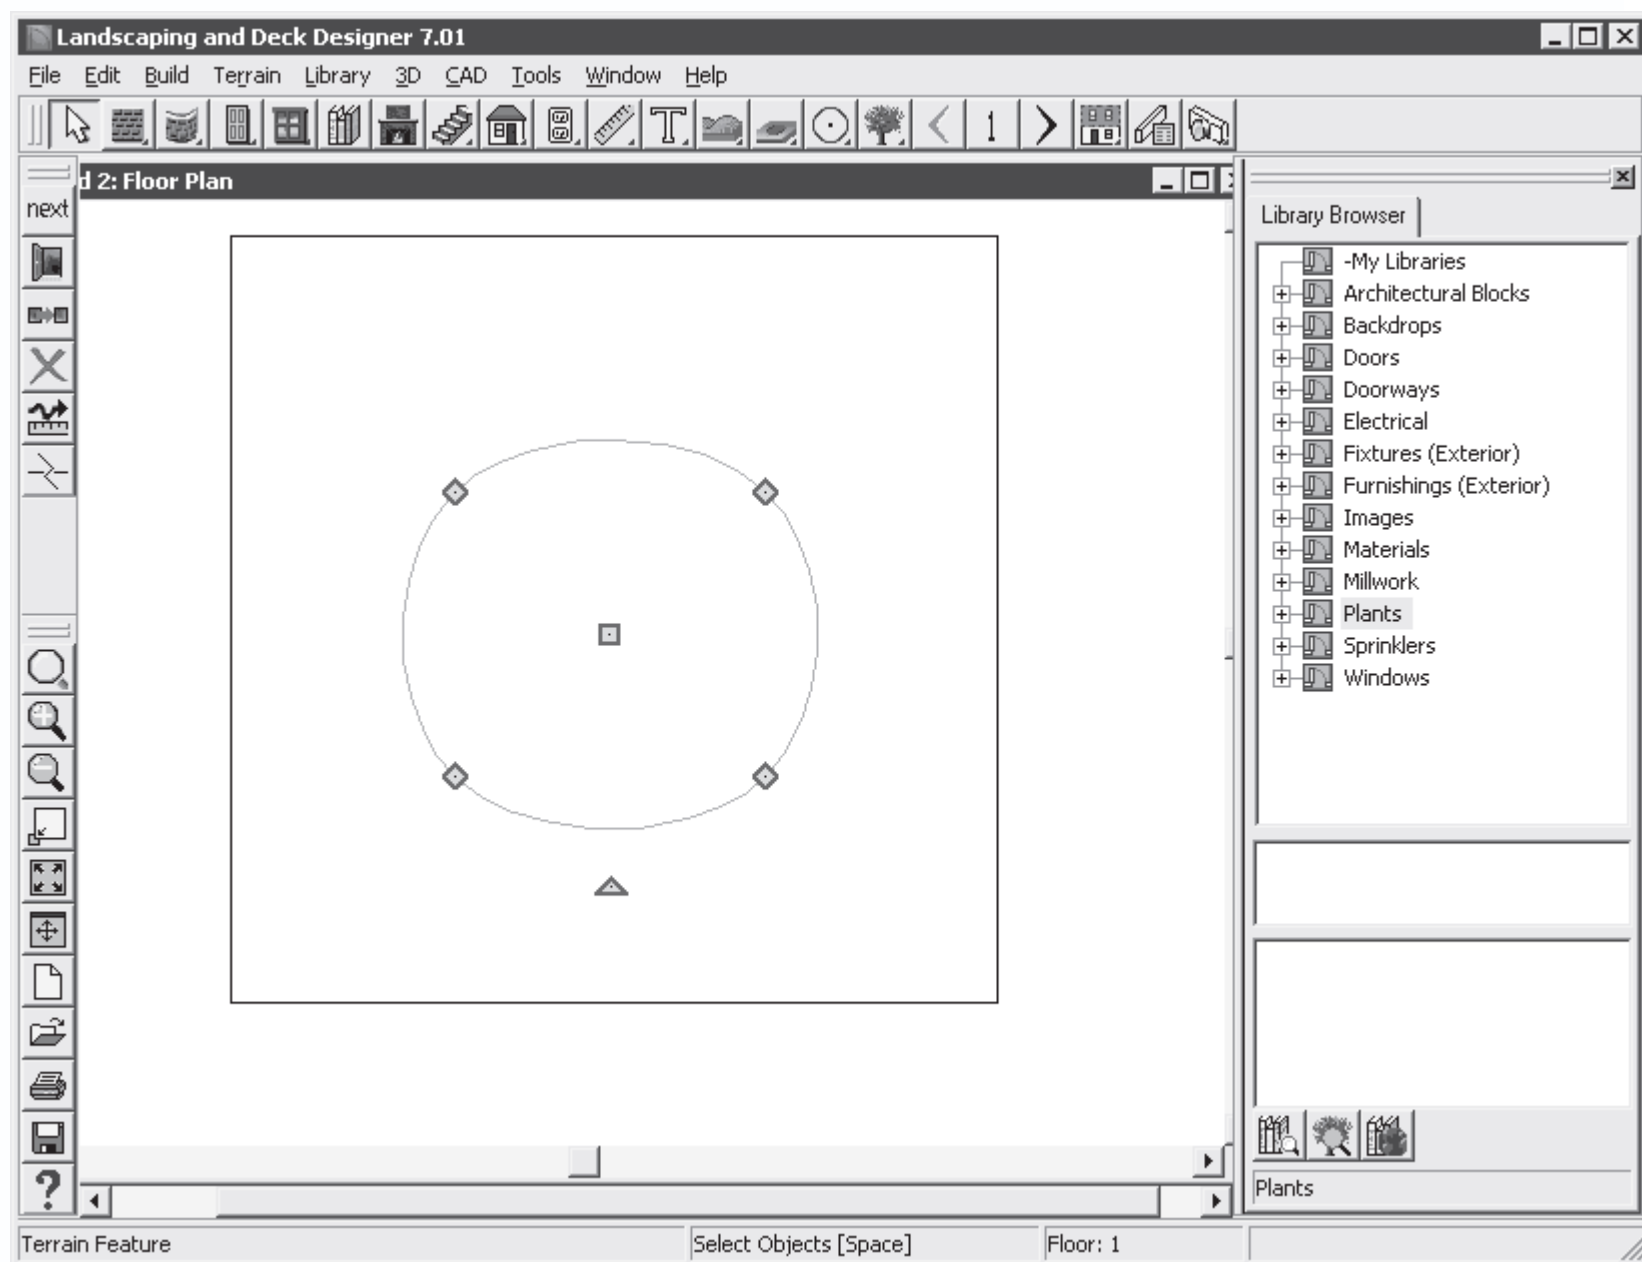 Landscaping and Deck Designer 7.01
File Edit Build Terrain Library 3D CAD Tools Window Help
1
d 2: Floor Plan
next
Library Browser
-My Libraries
Architectural Blocks
Backdrops
Doors
Doorways
Electrical
Fixtures (Exterior)
Furnishings (Exterior)
Images
Materials
Millwork
Plants
Sprinklers
Windows
Plants
Terrain Feature
Select Objects [Space]
Floor: 1